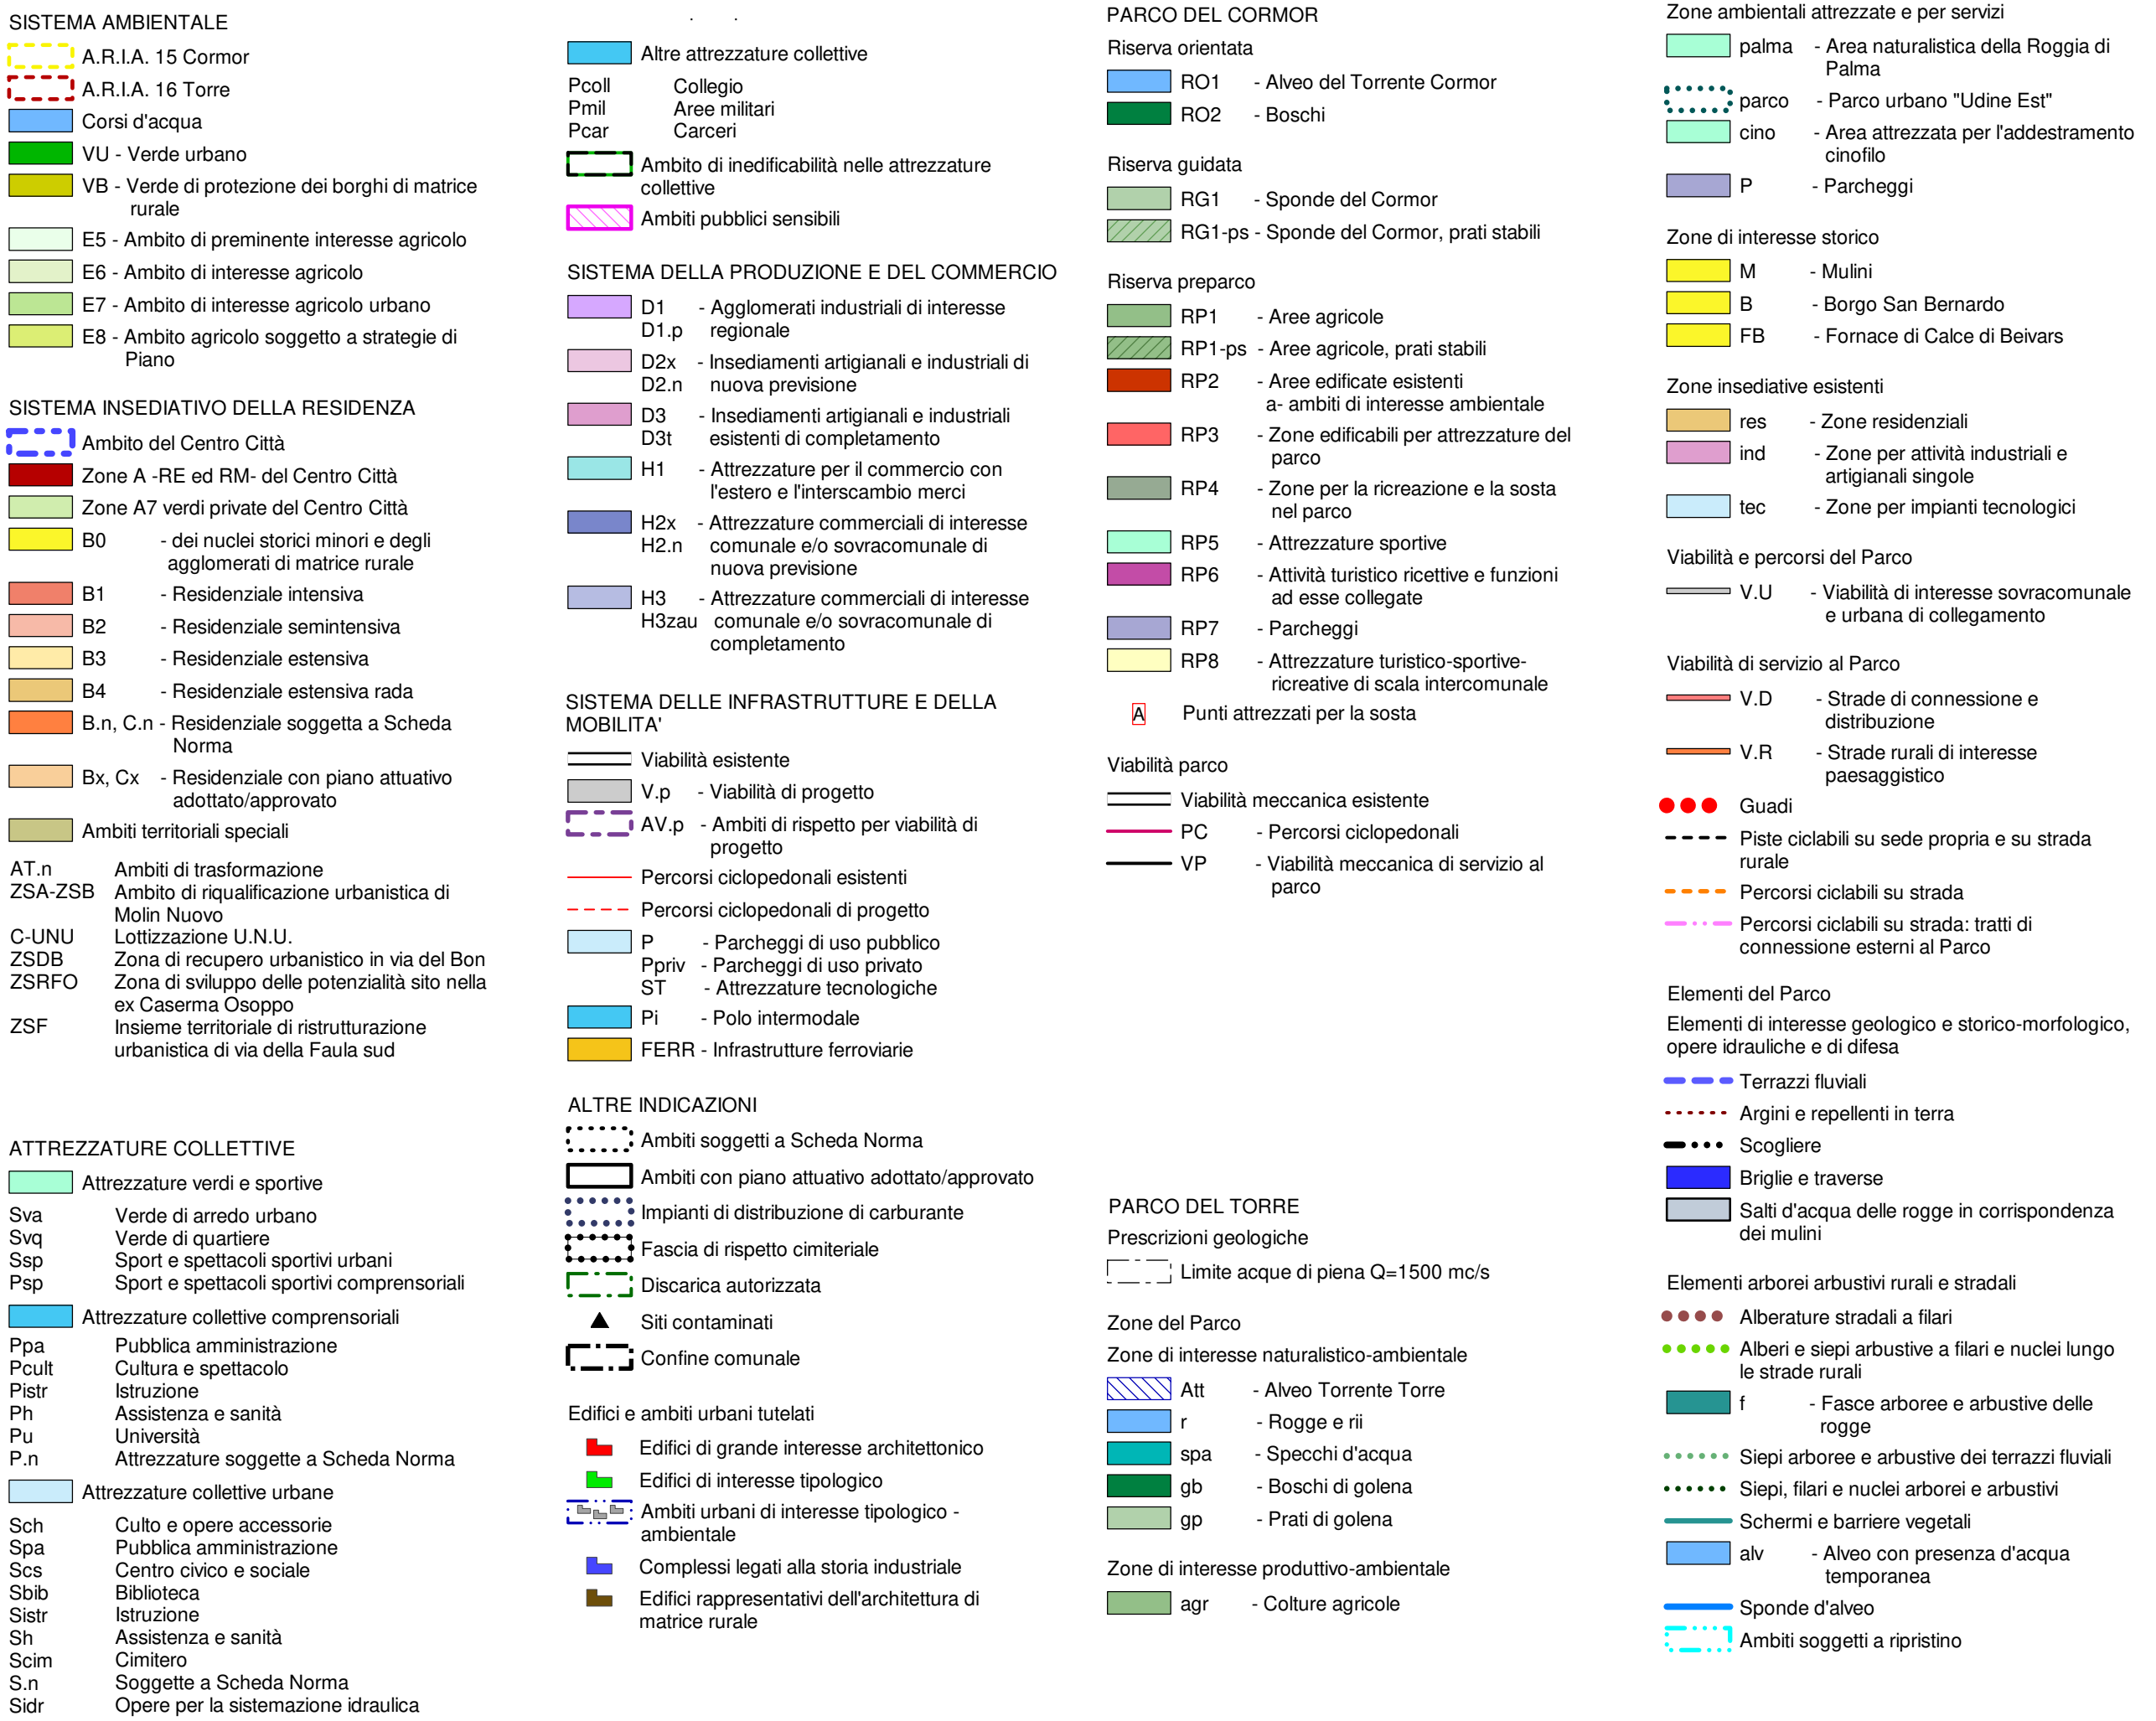 SISTEMA AMBIENTALE
A.R.I.A. 15 Cormor
A.R.I.A. 16 Torre
Corsi d'acqua
VU - Verde urbano
VB - Verde di protezione dei borghi di matrice
rurale
E5 - Ambito di preminente interesse agricolo
E6 - Ambito di interesse agricolo
E7 - Ambito di interesse agricolo urbano
E8 - Ambito agricolo soggetto a strategie di
Piano
SISTEMA INSEDIATIVO DELLA RESIDENZA
Ambito del Centro Città
Zone A -RE ed RM- del Centro Città
Zone A7 verdi private del Centro Città
B0 - dei nuclei storici minori e degli
agglomerati di matrice rurale
B1 - Residenziale intensiva
B2 - Residenziale semintensiva
B3 - Residenziale estensiva
B4 - Residenziale estensiva rada
B.n, C.n - Residenziale soggetta a Scheda
Norma
Bx, Cx - Residenziale con piano attuativo
adottato/approvato
Ambiti territoriali speciali
AT.n Ambiti di trasformazione
ZSA-ZSB Ambito di riqualificazione urbanistica di
Molin Nuovo
C-UNU Lottizzazione U.N.U.
ZSDB Zona di recupero urbanistico in via del Bon
ZSRFO Zona di sviluppo delle potenzialità sito nella
ex Caserma Osoppo
ZSF Insieme territoriale di ristrutturazione
urbanistica di via della Faula sud
ATTREZZATURE COLLETTIVE
Attrezzature verdi e sportive
Sva Verde di arredo urbano
Svq Verde di quartiere
Ssp Sport e spettacoli sportivi urbani
Psp Sport e spettacoli sportivi comprensoriali
Attrezzature collettive comprensoriali
Ppa Pubblica amministrazione
Pcult Cultura e spettacolo
Pistr Istruzione
Ph Assistenza e sanità
Pu Università
P.n Attrezzature soggette a Scheda Norma
Attrezzature collettive urbane
Sch Culto e opere accessorie
Spa Pubblica amministrazione
Scs Centro civico e sociale
Sbib Biblioteca
Sistr Istruzione
Sh Assistenza e sanità
Scim Cimitero
S.n Soggette a Scheda Norma
Sidr Opere per la sistemazione idraulica
Altre attrezzature collettive
Pcoll Collegio
Pmil Aree militari
Pcar Carceri
Ambito di inedificabilità nelle attrezzature
collettive
Ambiti pubblici sensibili
SISTEMA DELLA PRODUZIONE E DEL COMMERCIO
D1 - Agglomerati industriali di interesse
D1.p regionale
D2x - Insediamenti artigianali e industriali di
D2.n nuova previsione
D3 - Insediamenti artigianali e industriali
D3t esistenti di completamento
H1 - Attrezzature per il commercio con
l'estero e l'interscambio merci
H2x - Attrezzature commerciali di interesse
H2.n comunale e/o sovracomunale di
nuova previsione
H3 - Attrezzature commerciali di interesse
H3zau comunale e/o sovracomunale di
completamento
SISTEMA DELLE INFRASTRUTTURE E DELLA
MOBILITA'
Viabilità esistente
V.p - Viabilità di progetto
AV.p - Ambiti di rispetto per viabilità di
progetto
Percorsi ciclopedonali esistenti
Percorsi ciclopedonali di progetto
P - Parcheggi di uso pubblico
Ppriv - Parcheggi di uso privato
ST - Attrezzature tecnologiche
Pi - Polo intermodale
FERR - Infrastrutture ferroviarie
ALTRE INDICAZIONI
Ambiti soggetti a Scheda Norma
Ambiti con piano attuativo adottato/approvato
Impianti di distribuzione di carburante
Fascia di rispetto cimiteriale
Discarica autorizzata
Siti contaminati
Confine comunale
Edifici e ambiti urbani tutelati
Edifici di grande interesse architettonico
Edifici di interesse tipologico
Ambiti urbani di interesse tipologico -
ambientale
Complessi legati alla storia industriale
Edifici rappresentativi dell'architettura di
matrice rurale
PARCO DEL CORMOR
Riserva orientata
RO1 - Alveo del Torrente Cormor
RO2 - Boschi
Riserva guidata
RG1 - Sponde del Cormor
RG1-ps - Sponde del Cormor, prati stabili
Riserva preparco
RP1 - Aree agricole
RP1-ps - Aree agricole, prati stabili
RP2 - Aree edificate esistenti
a- ambiti di interesse ambientale
RP3 - Zone edificabili per attrezzature del
parco
RP4 - Zone per la ricreazione e la sosta
nel parco
RP5 - Attrezzature sportive
RP6 - Attività turistico ricettive e funzioni
ad esse collegate
RP7 - Parcheggi
RP8 - Attrezzature turistico-sportive-
ricreative di scala intercomunale
A Punti attrezzati per la sosta
Viabilità parco
Viabilità meccanica esistente
PC - Percorsi ciclopedonali
VP - Viabilità meccanica di servizio al
parco
PARCO DEL TORRE
Prescrizioni geologiche
Limite acque di piena Q=1500 mc/s
Zone del Parco
Zone di interesse naturalistico-ambientale
Att - Alveo Torrente Torre
r - Rogge e rii
spa - Specchi d'acqua
gb - Boschi di golena
gp - Prati di golena
Zone di interesse produttivo-ambientale
agr - Colture agricole
Zone ambientali attrezzate e per servizi
palma - Area naturalistica della Roggia di
Palma
parco - Parco urbano "Udine Est"
cino - Area attrezzata per l'addestramento
cinofilo
P - Parcheggi
Zone di interesse storico
M - Mulini
B - Borgo San Bernardo
FB - Fornace di Calce di Beivars
Zone insediative esistenti
res - Zone residenziali
ind - Zone per attività industriali e
artigianali singole
tec - Zone per impianti tecnologici
Viabilità e percorsi del Parco
V.U - Viabilità di interesse sovracomunale
e urbana di collegamento
Viabilità di servizio al Parco
V.D - Strade di connessione e
distribuzione
V.R - Strade rurali di interesse
paesaggistico
Guadi
Piste ciclabili su sede propria e su strada
rurale
Percorsi ciclabili su strada
Percorsi ciclabili su strada: tratti di
connessione esterni al Parco
Elementi del Parco
Elementi di interesse geologico e storico-morfologico,
opere idrauliche e di difesa
Terrazzi fluviali
Argini e repellenti in terra
Scogliere
Briglie e traverse
Salti d'acqua delle rogge in corrispondenza
dei mulini
Elementi arborei arbustivi rurali e stradali
Alberature stradali a filari
Alberi e siepi arbustive a filari e nuclei lungo
le strade rurali
f - Fasce arboree e arbustive delle
rogge
Siepi arboree e arbustive dei terrazzi fluviali
Siepi, filari e nuclei arborei e arbustivi
Schermi e barriere vegetali
alv - Alveo con presenza d'acqua
temporanea
Sponde d'alveo
Ambiti soggetti a ripristino